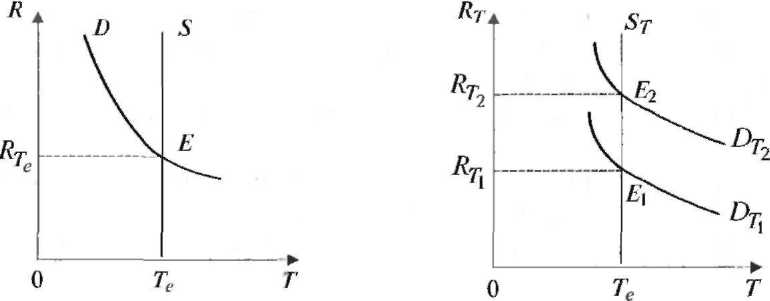 R D S
E
R_{T_e}
0 T_e T
R_T S_T
R_{T_2} E_2
D_{T_2}
R_{T_1}
E_1
D_{T_1}
0 T_e T